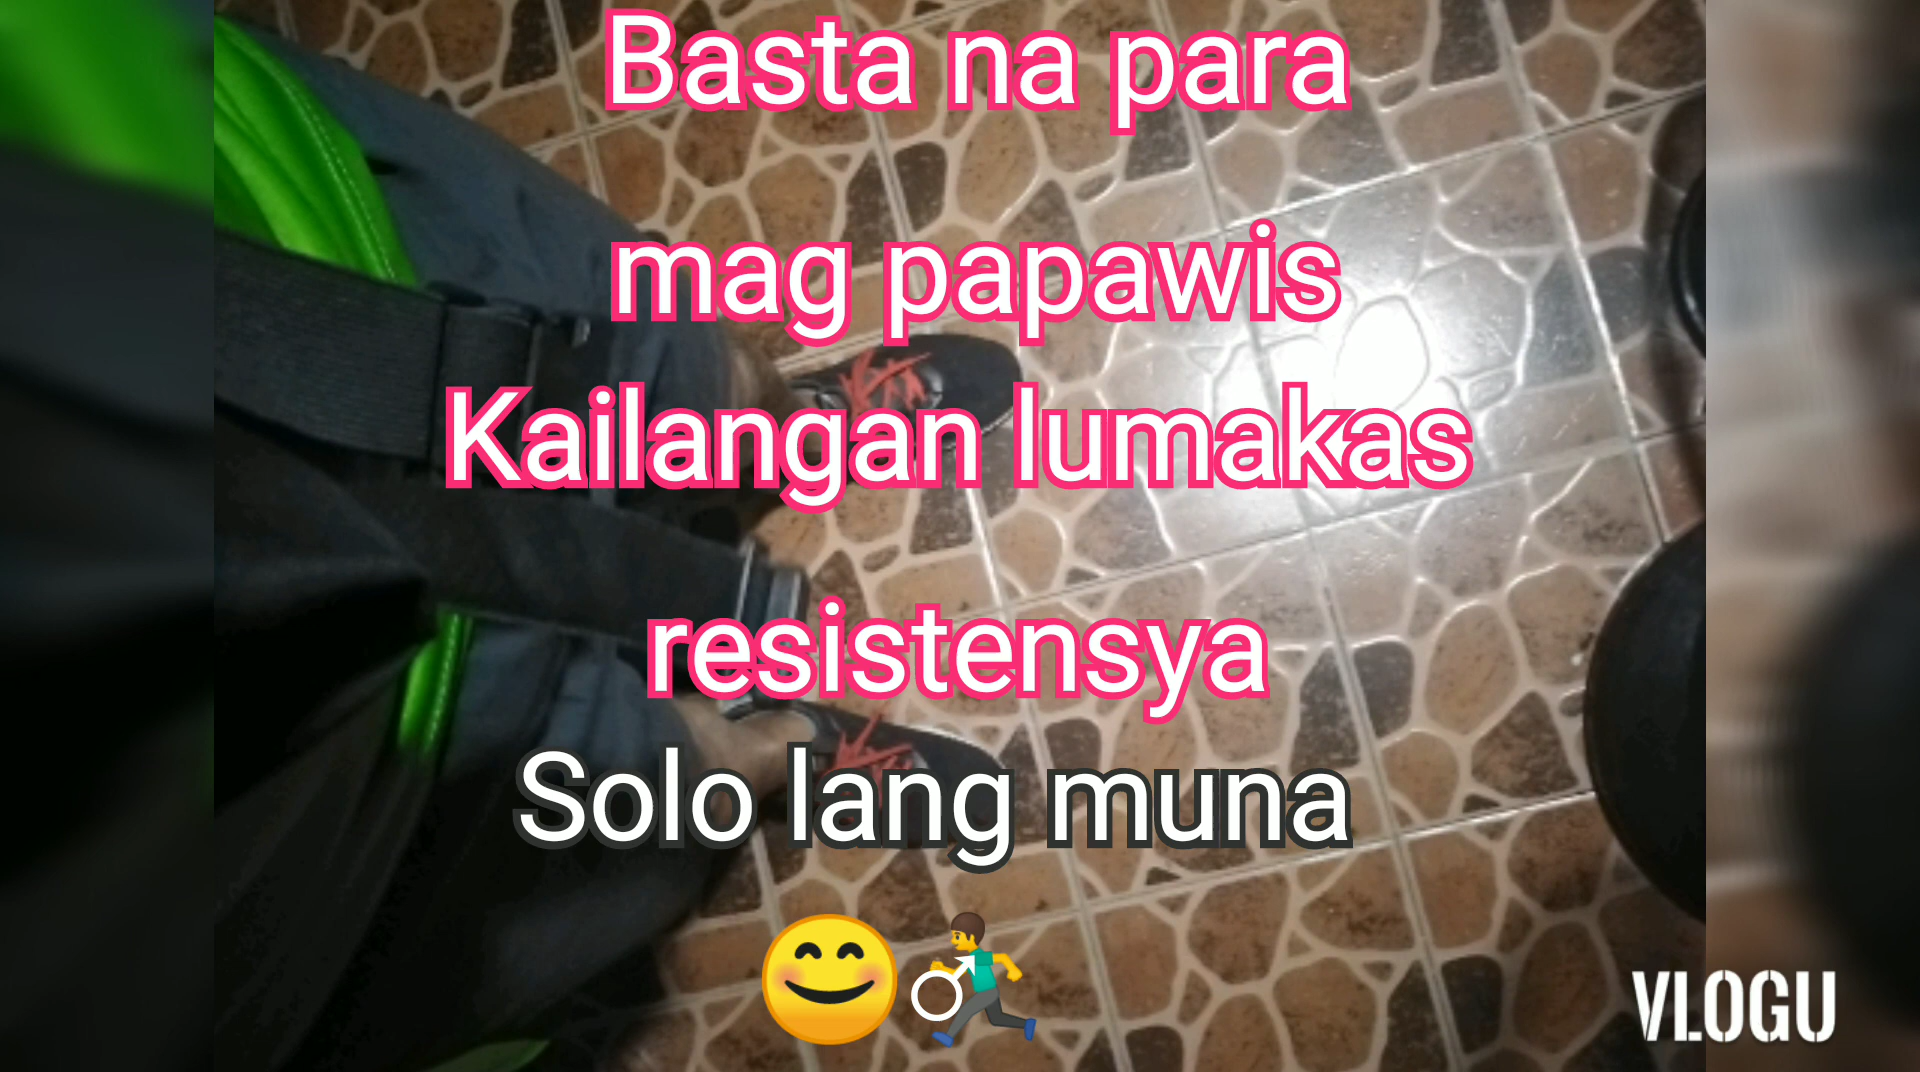 Basta na para
mag papawis
Kailangan lumakas
resistensya
Solo lang muna
😊🏃‍♂
VLOGU